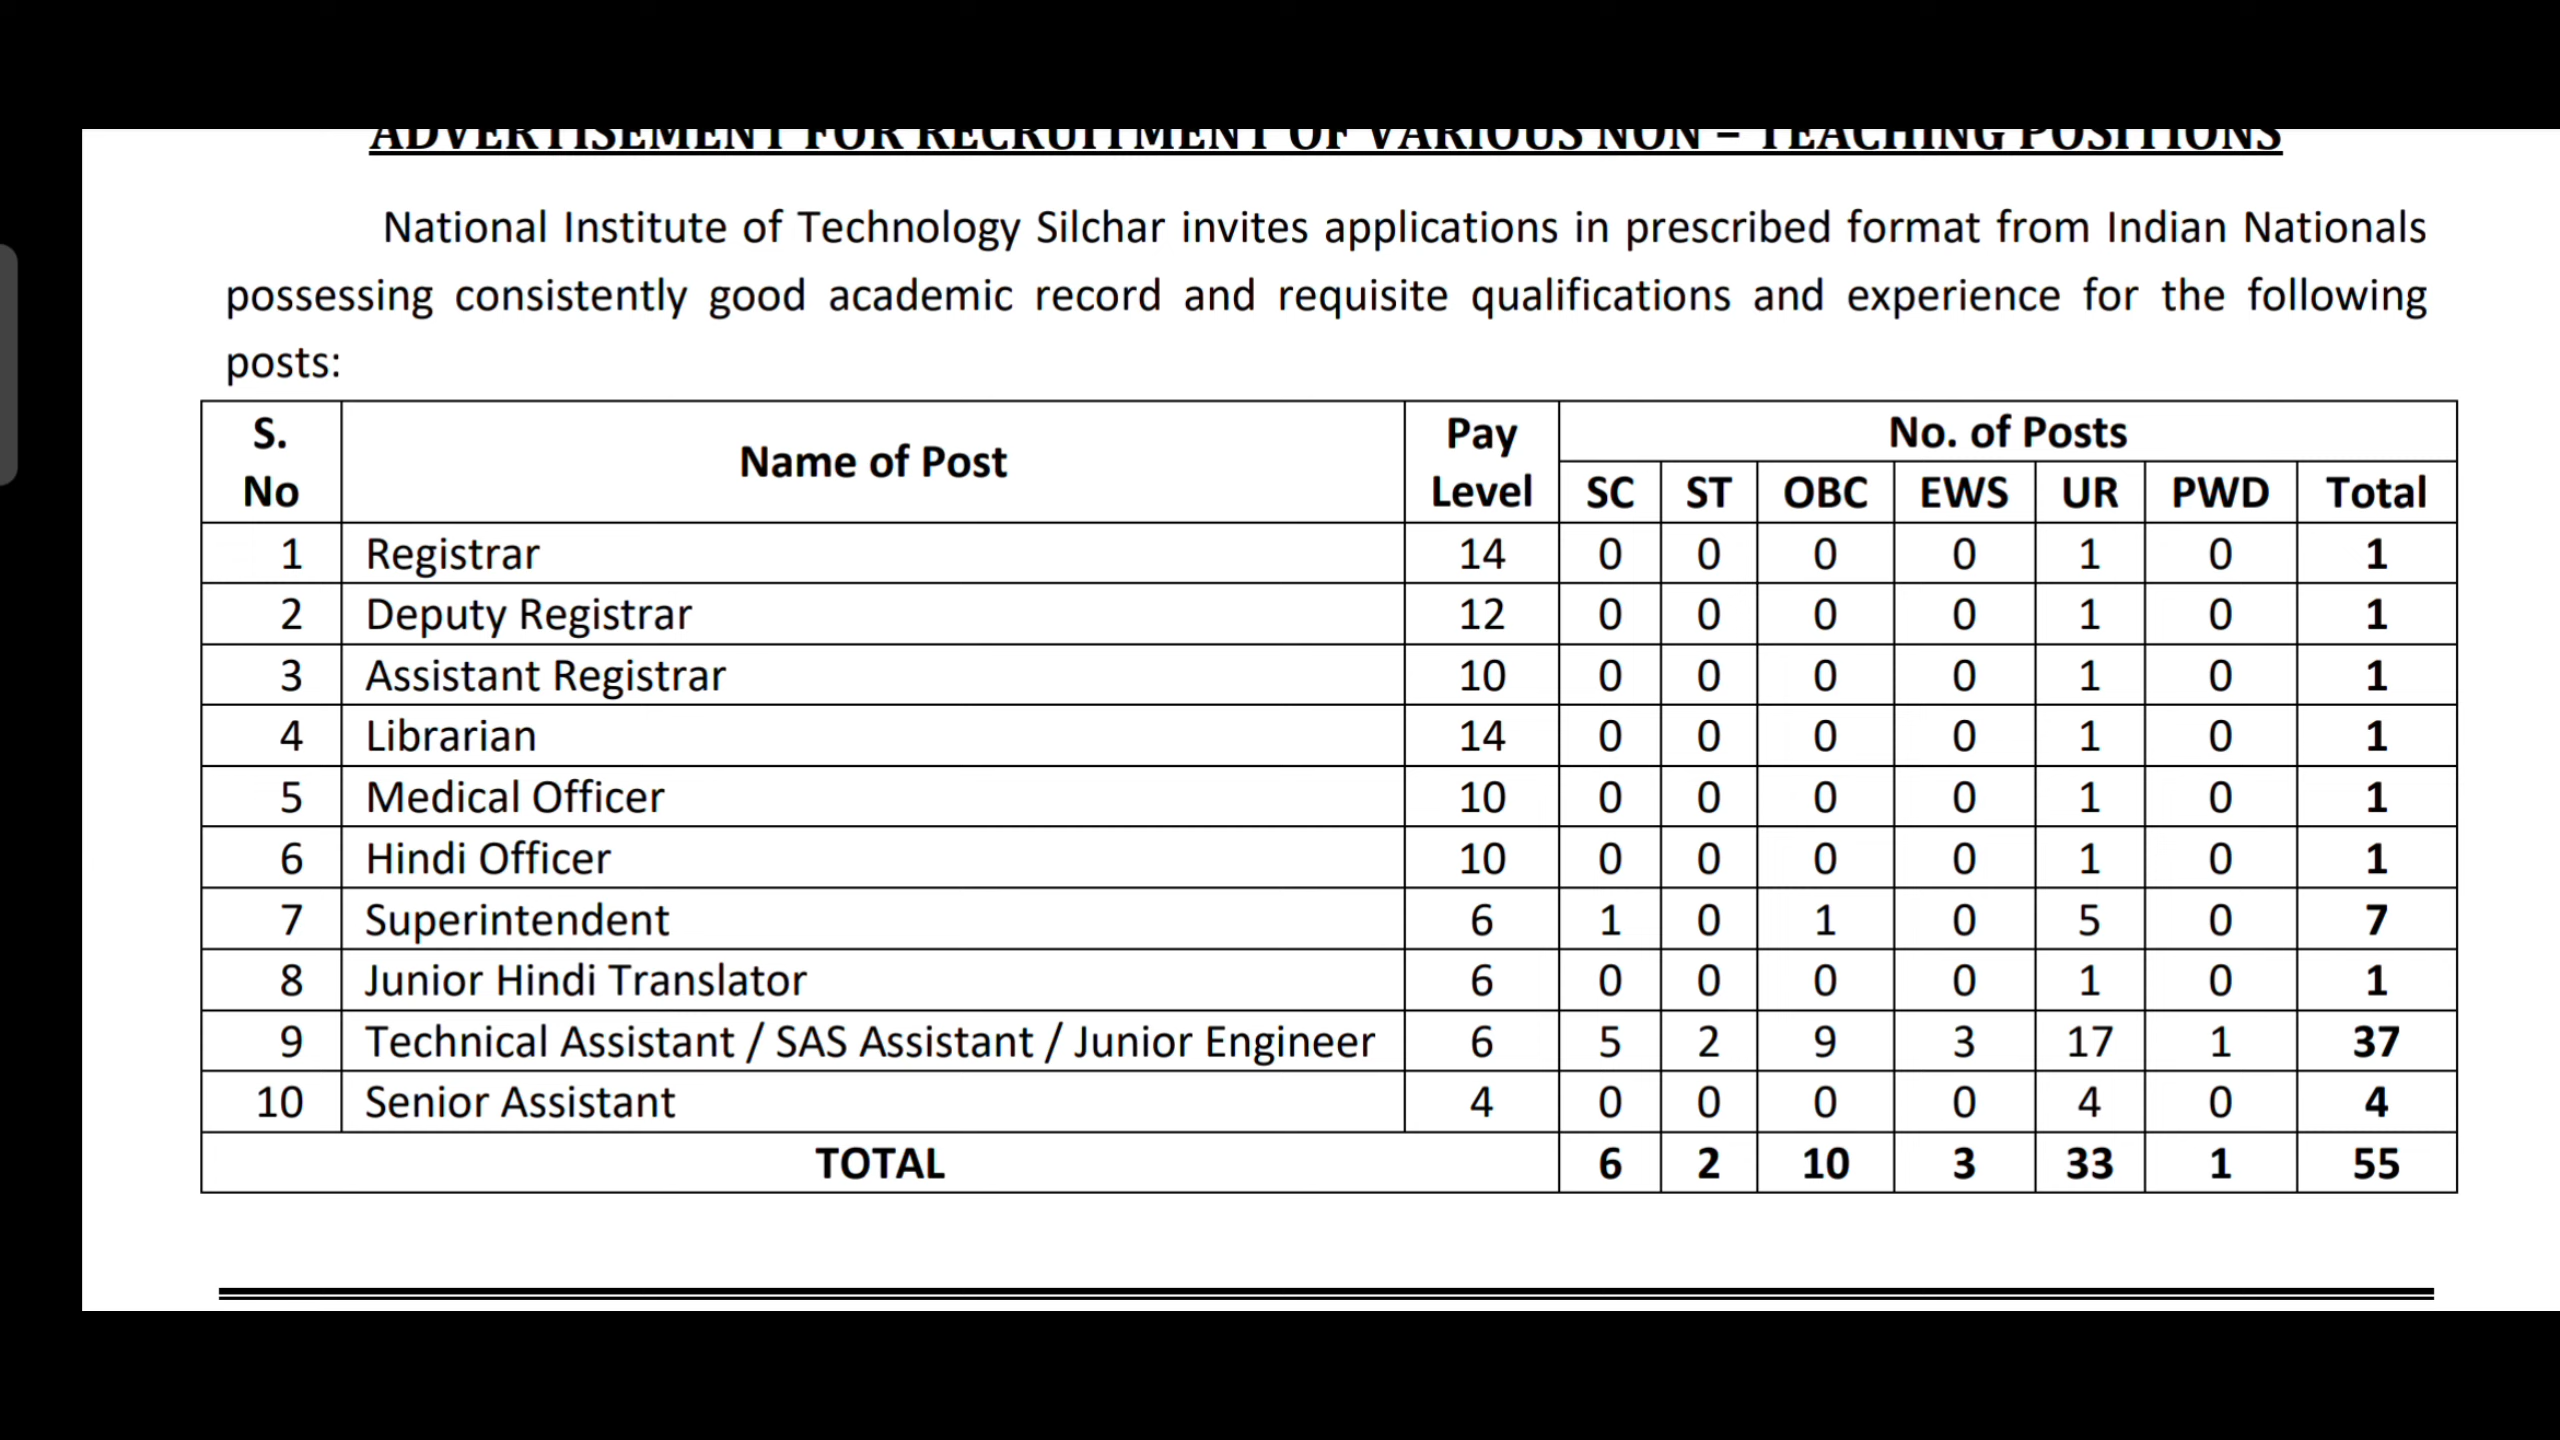 ADVERTISEMENT FOR RECRUITMENT OF VARIOUS NON – TEACHING POSITIONS
National Institute of Technology Silchar invites applications in prescribed format from Indian Nationals
possessing consistently good academic record and requisite qualifications and experience for the following
posts:
S. No Name of Post Pay Level No. of Posts
SC ST OBC EWS UR PWD Total
1 Registrar 14 0 0 0 0 1 0 1
2 Deputy Registrar 12 0 0 0 0 1 0 1
3 Assistant Registrar 10 0 0 0 0 1 0 1
4 Librarian 14 0 0 0 0 1 0 1
5 Medical Officer 10 0 0 0 0 1 0 1
6 Hindi Officer 10 0 0 0 0 1 0 1
7 Superintendent 6 1 0 1 0 5 0 7
8 Junior Hindi Translator 6 0 0 0 0 1 0 1
9 Technical Assistant / SAS Assistant / Junior Engineer 6 5 2 9 3 17 1 37
10 Senior Assistant 4 0 0 0 0 4 0 4
TOTAL 6 2 10 3 33 1 55